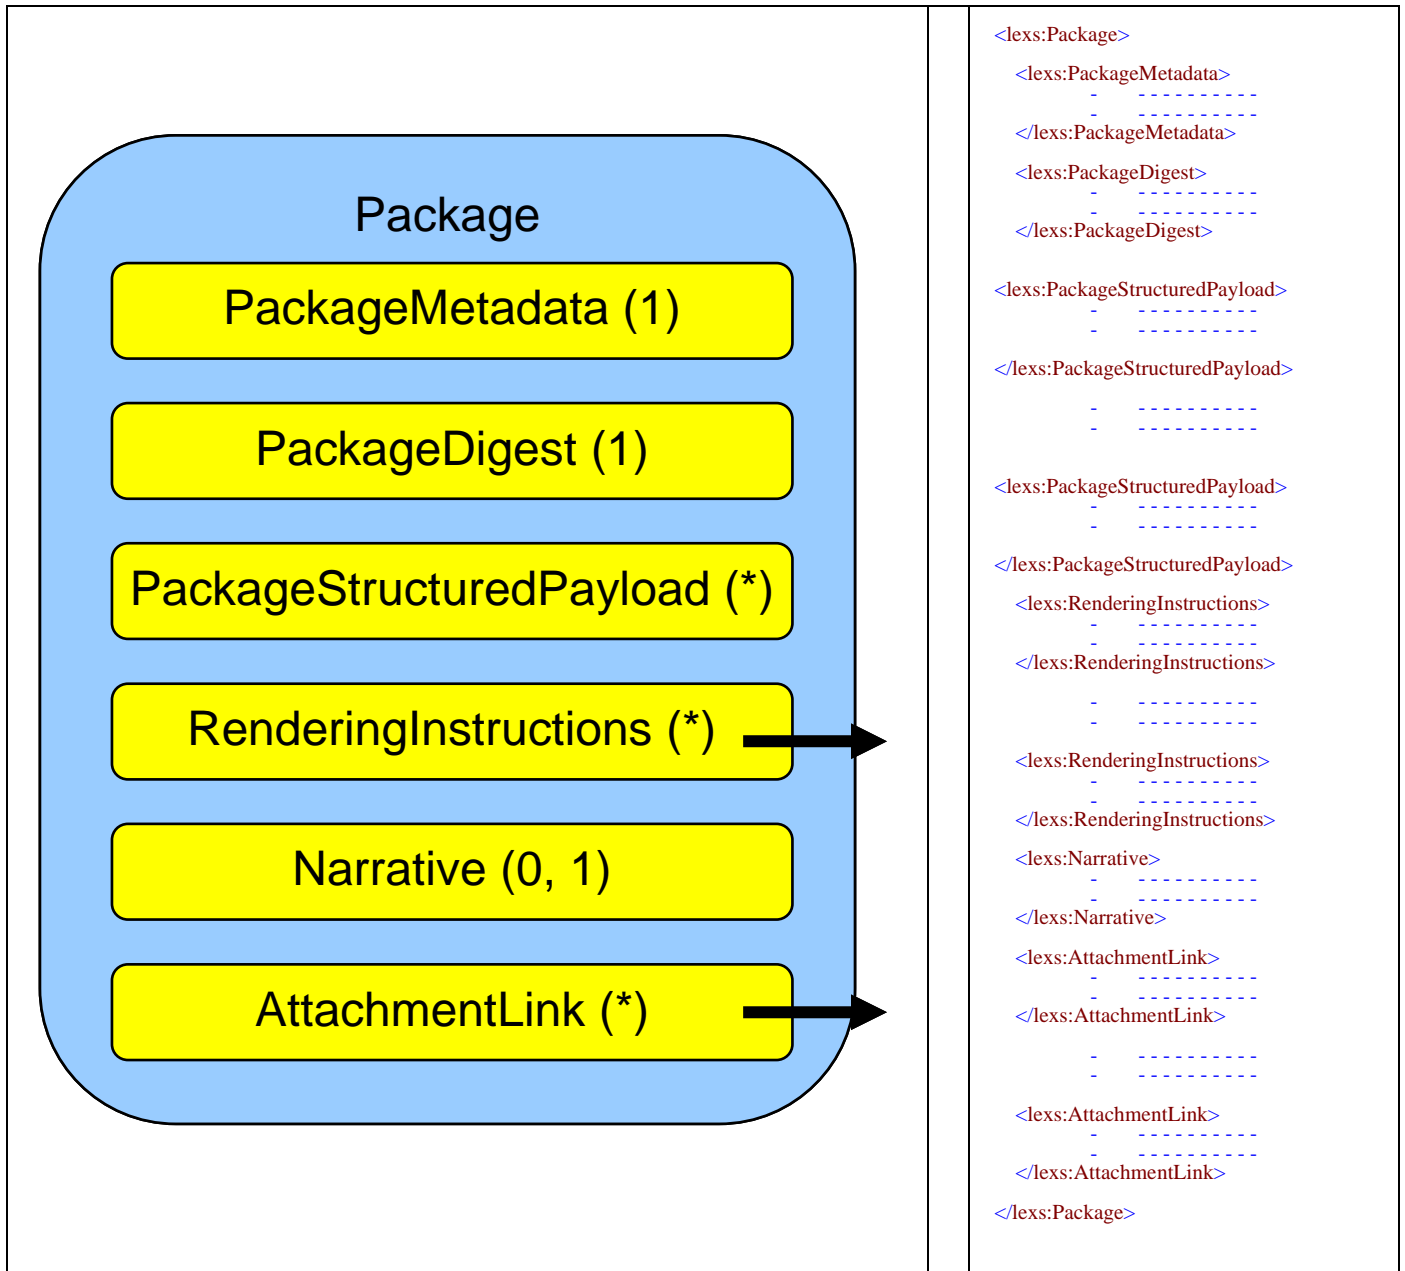 Package
PackageMetadata (1)
PackageDigest (1)
PackageStructuredPayload (*)
RenderingInstructions (*)
Narrative (0, 1)
AttachmentLink (*)
<lexs:Package>
<lexs:PackageMetadata>
- - - - - - - - - - -
- - - - - - - - - - -
</lexs:PackageMetadata>
<lexs:PackageDigest>
- - - - - - - - - - -
- - - - - - - - - - -
</lexs:PackageDigest>
<lexs:PackageStructuredPayload>
- - - - - - - - - - -
- - - - - - - - - - -
</lexs:PackageStructuredPayload>
- - - - - - - - - - -
- - - - - - - - - - -
<lexs:PackageStructuredPayload>
- - - - - - - - - - -
- - - - - - - - - - -
</lexs:PackageStructuredPayload>
<lexs:RenderingInstructions>
- - - - - - - - - - -
- - - - - - - - - - -
</lexs:RenderingInstructions>
- - - - - - - - - - -
- - - - - - - - - - -
<lexs:RenderingInstructions>
- - - - - - - - - - -
- - - - - - - - - - -
</lexs:RenderingInstructions>
<lexs:Narrative>
- - - - - - - - - - -
- - - - - - - - - - -
</lexs:Narrative>
<lexs:AttachmentLink>
- - - - - - - - - - -
- - - - - - - - - - -
</lexs:AttachmentLink>
- - - - - - - - - - -
- - - - - - - - - - -
<lexs:AttachmentLink>
- - - - - - - - - - -
- - - - - - - - - - -
</lexs:AttachmentLink>
</lexs:Package>